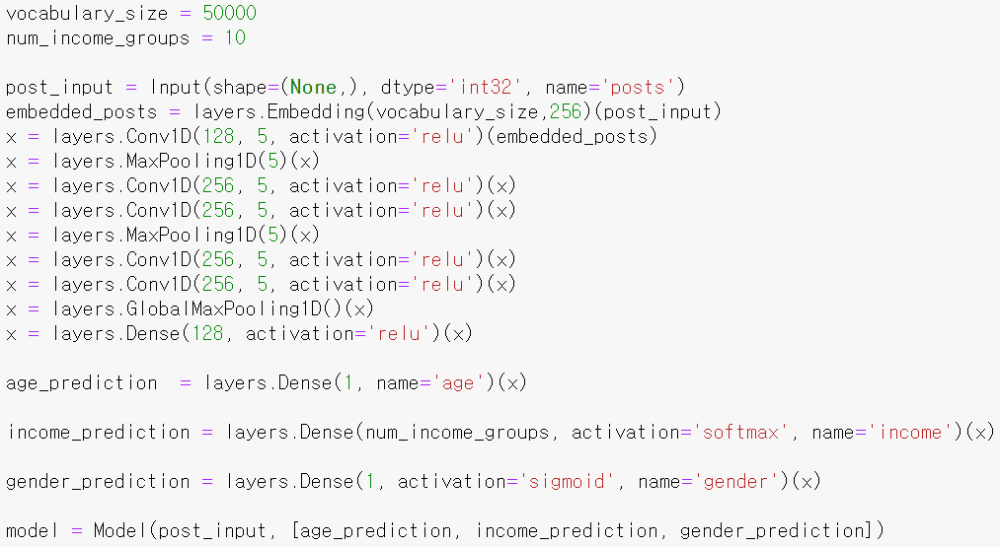 vocabulary_size = 50000
num_income_groups = 10
post_input = Input(shape=(None,), dtype='int32', name='posts')
embedded_posts = layers.Embedding(vocabulary_size,256)(post_input)
x = layers.Conv1D(128, 5, activation='relu')(embedded_posts)
x = layers.MaxPooling1D(5)(x)
x = layers.Conv1D(256, 5, activation='relu')(x)
x = layers.Conv1D(256, 5, activation='relu')(x)
x = layers.MaxPooling1D(5)(x)
x = layers.Conv1D(256, 5, activation='relu')(x)
x = layers.Conv1D(256, 5, activation='relu')(x)
x = layers.GlobalMaxPooling1D()(x)
x = layers.Dense(128, activation='relu')(x)
age_prediction  = layers.Dense(1, name='age')(x)
income_prediction = layers.Dense(num_income_groups, activation='softmax', name='income')(x)
gender_prediction = layers.Dense(1, activation='sigmoid', name='gender')(x)
model = Model(post_input, [age_prediction, income_prediction, gender_prediction])